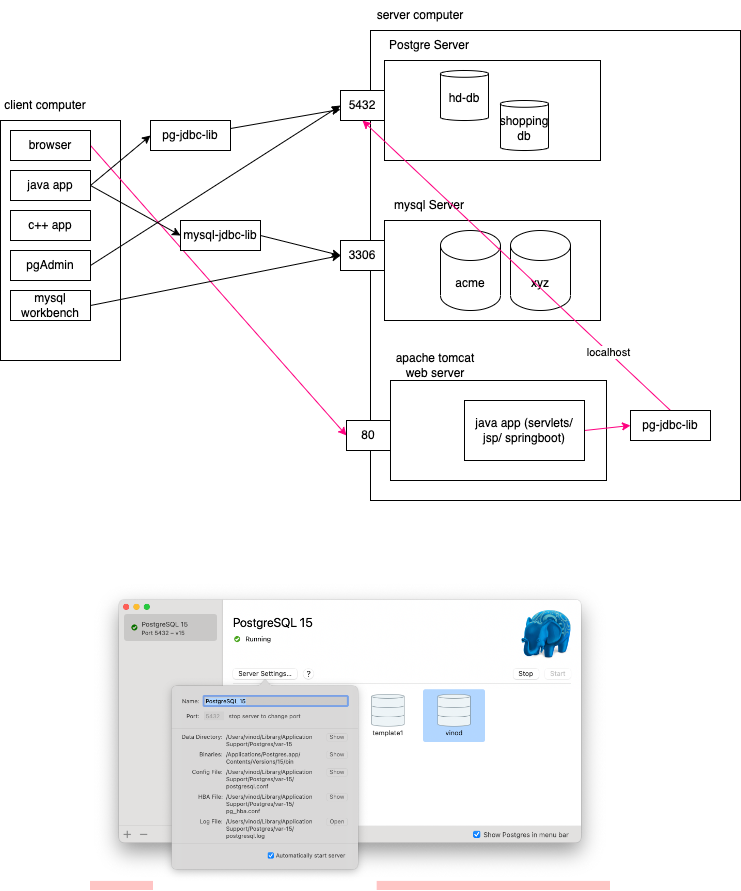 server computer
Postgre Server
client computer
browser
java app
c++ app
pgAdmin
mysql
workbench
pg-jdbc-lib
mysql-jdbc-lib
5432
hd-db
shopping
db
mysql Server
3306
acme
xyz
localhost
apache tomcat
web server
80
java app (servlets/
jsp/ springboot)
pg-jdbc-lib
PostgreSQL 15
Port 5432 – v15
PostgreSQL 15
Running
Server Settings...
?
Stop
Start
Name: PostgreSQL 15
Port: 5432 stop server to change port
Data Directory: /Users/vinod/Library/Application Show
Support/Postgres/var-15
Binaries: /Applications/Postgres.app/ Show
Contents/Versions/15/bin
Config File: /Users/vinod/Library/Application Show
Support/Postgres/var-15/
postgresql.conf
HBA File: /Users/vinod/Library/Application Show
Support/Postgres/var-15/
pg_hba.conf
Log File: /Users/vinod/Library/Application Open
Support/Postgres/var-15/
postgresql.log
Automatically start server
template1
vinod
Show Postgres in menu bar